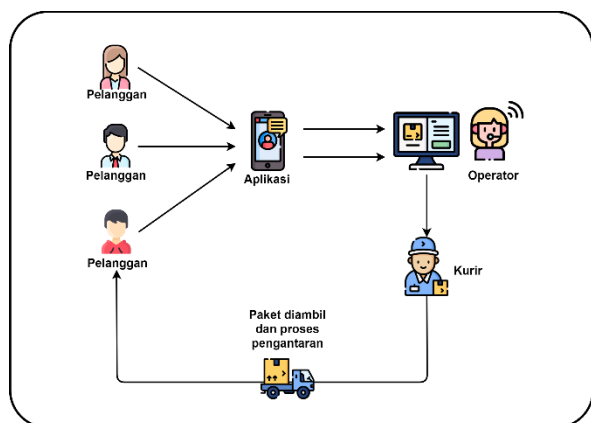 Pelanggan
Pelanggan
Pelanggan
Aplikasi
Operator
Kurir
Paket diambil
dan proses
pengantaran